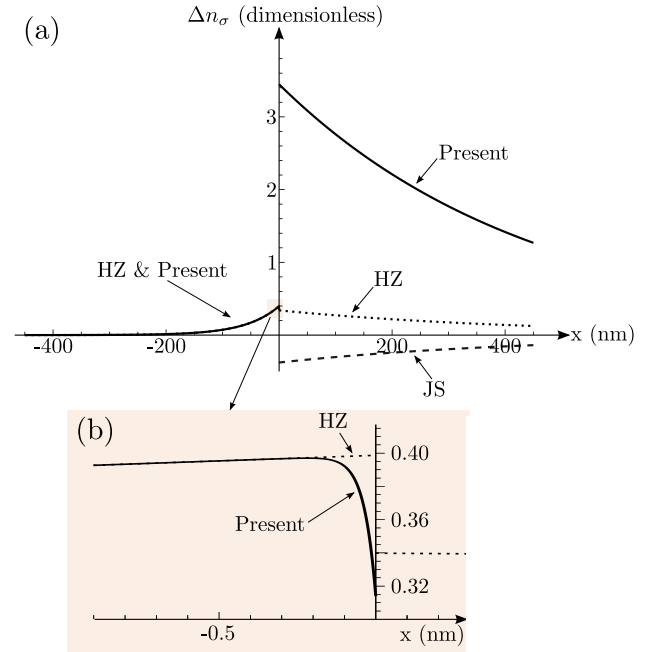 Δn_σ (dimensionless)
(a)
3
Present
2
HZ & Present
1
HZ
x (nm)
-400
-200
200
400
JS
(b)
HZ
0.40
Present
0.36
0.32
-0.5
x (nm)